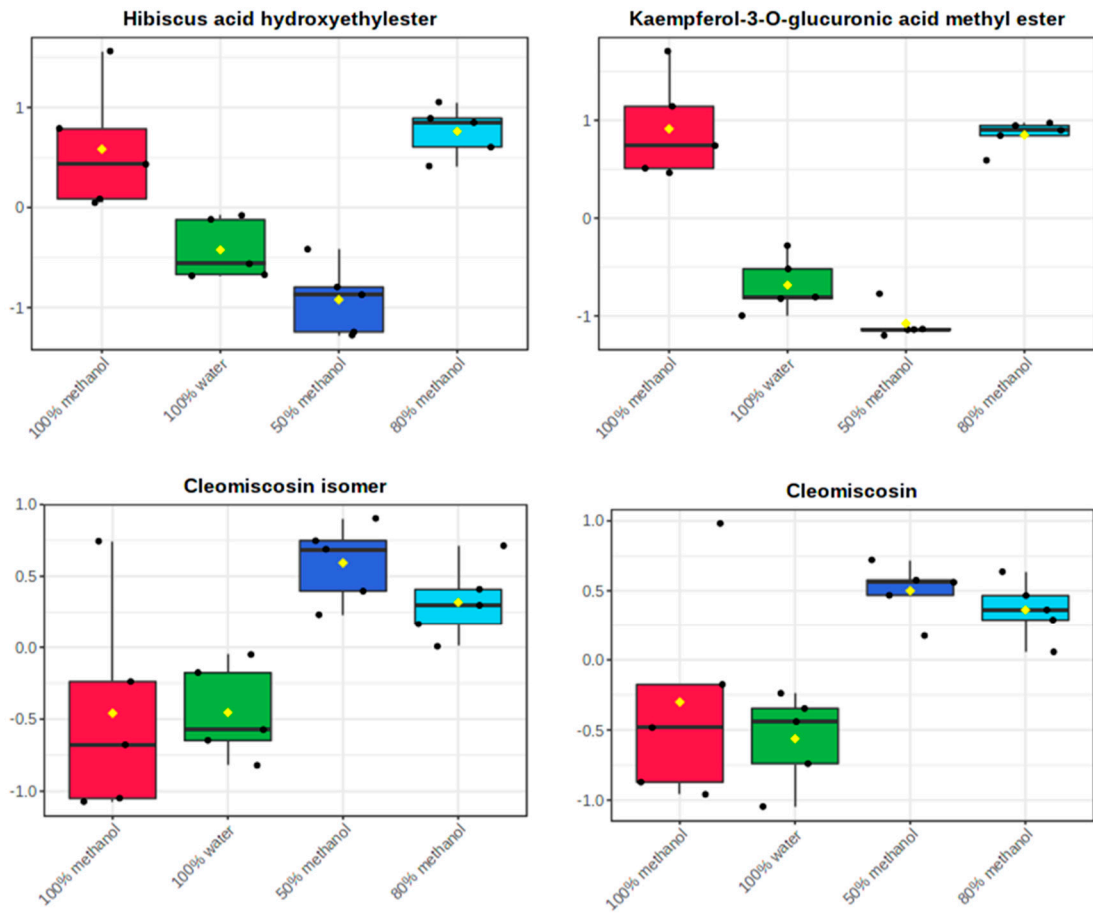 Hibiscus acid hydroxyethylester
1
0
-1
100% methanol
100% water
50% methanol
80% methanol
Kaempferol-3-O-glucuronic acid methyl ester
1
0
-1
100% methanol
100% water
50% methanol
80% methanol
Cleomiscosin isomer
1.0
0.5
0.0
-0.5
-1.0
100% methanol
100% water
50% methanol
80% methanol
Cleomiscosin
1.0
0.5
0.0
-0.5
-1.0
100% methanol
100% water
50% methanol
80% methanol